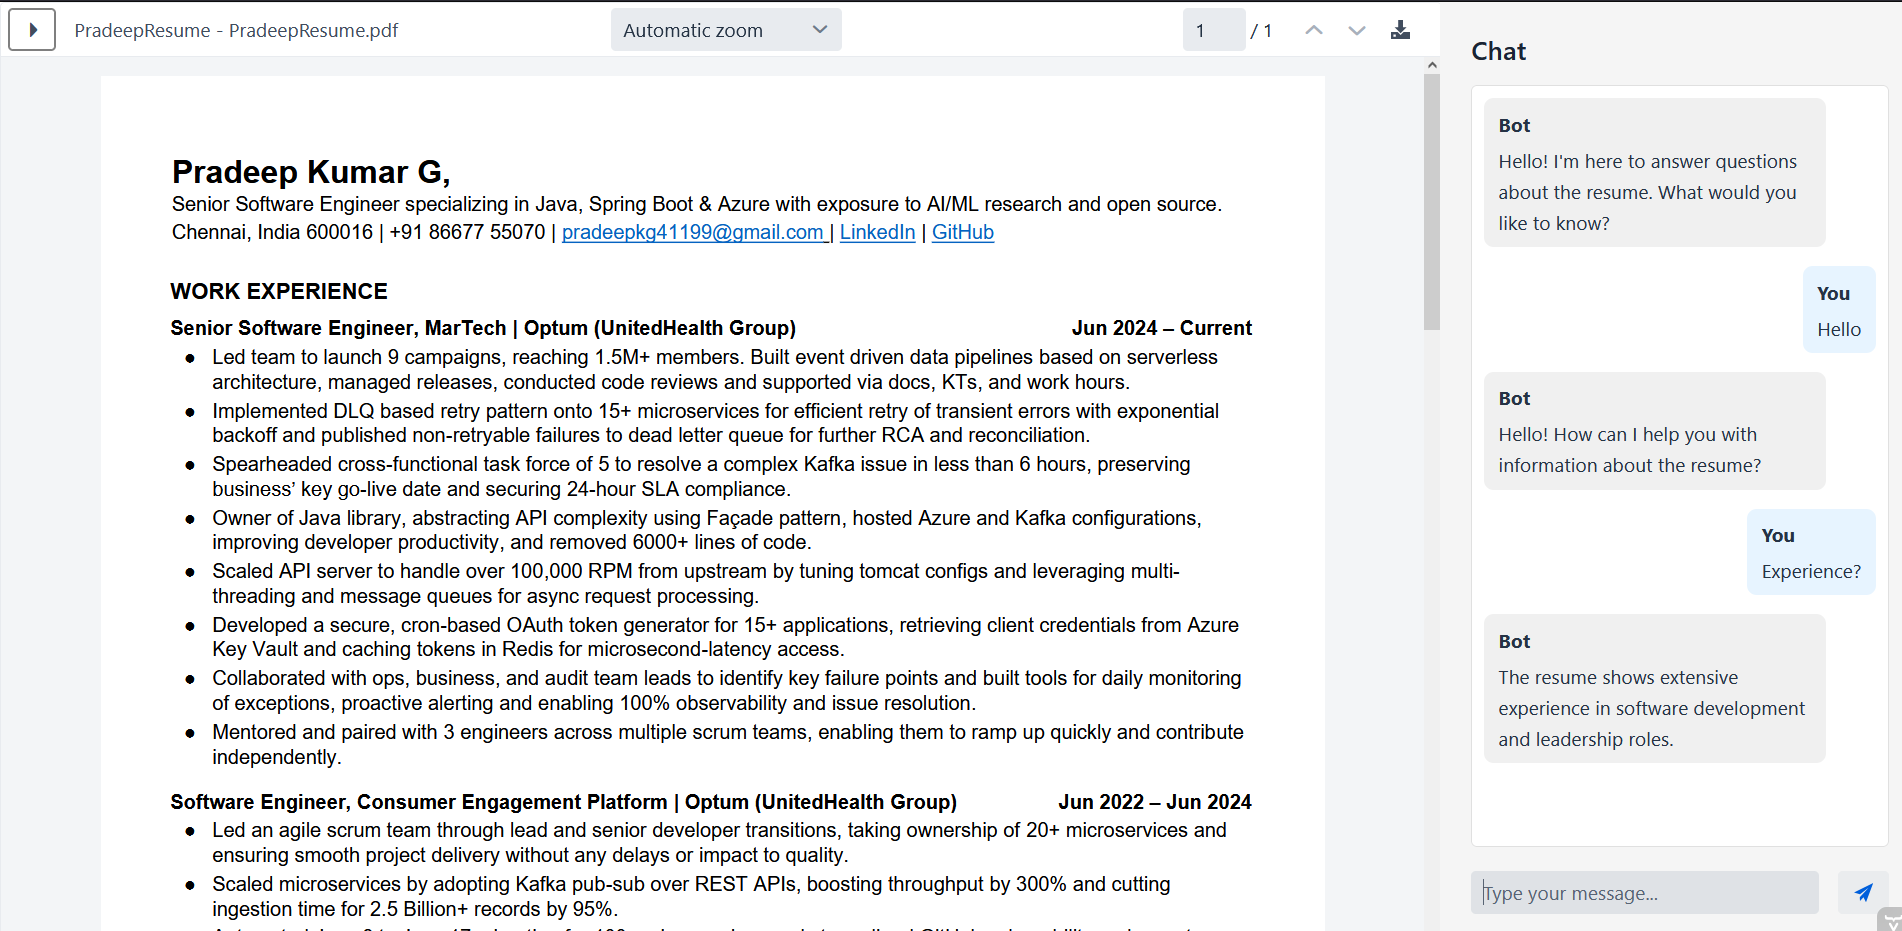 PradeepResume - PradeepResume.pdf
Automatic zoom
1 / 1
Pradeep Kumar G,
Senior Software Engineer specializing in Java, Spring Boot & Azure with exposure to AI/ML research and open source.
Chennai, India 600016 | +91 86677 55070 | pradeepkg41199@gmail.com | LinkedIn | GitHub
WORK EXPERIENCE
Senior Software Engineer, MarTech | Optum (UnitedHealth Group) Jun 2024 – Current
● Led team to launch 9 campaigns, reaching 1.5M+ members. Built event driven data pipelines based on serverless
architecture, managed releases, conducted code reviews and supported via docs, KTs, and work hours.
● Implemented DLQ based retry pattern onto 15+ microservices for efficient retry of transient errors with exponential
backoff and published non-retryable failures to dead letter queue for further RCA and reconciliation.
● Spearheaded cross-functional task force of 5 to resolve a complex Kafka issue in less than 6 hours, preserving
business’ key go-live date and securing 24-hour SLA compliance.
● Owner of Java library, abstracting API complexity using Façade pattern, hosted Azure and Kafka configurations,
improving developer productivity, and removed 6000+ lines of code.
● Scaled API server to handle over 100,000 RPM from upstream by tuning tomcat configs and leveraging multi-
threading and message queues for async request processing.
● Developed a secure, cron-based OAuth token generator for 15+ applications, retrieving client credentials from Azure
Key Vault and caching tokens in Redis for microsecond-latency access.
● Collaborated with ops, business, and audit team leads to identify key failure points and built tools for daily monitoring
of exceptions, proactive alerting and enabling 100% observability and issue resolution.
● Mentored and paired with 3 engineers across multiple scrum teams, enabling them to ramp up quickly and contribute
independently.
Software Engineer, Consumer Engagement Platform | Optum (UnitedHealth Group) Jun 2022 – Jun 2024
● Led an agile scrum team through lead and senior developer transitions, taking ownership of 20+ microservices and
ensuring smooth project delivery without any delays or impact to quality.
● Scaled microservices by adopting Kafka pub-sub over REST APIs, boosting throughput by 300% and cutting
ingestion time for 2.5 Billion+ records by 95%.
Chat
Bot
Hello! I'm here to answer questions
about the resume. What would you
like to know?
You
Hello
Bot
Hello! How can I help you with
information about the resume?
You
Experience?
Bot
The resume shows extensive
experience in software development
and leadership roles.
Type your message...